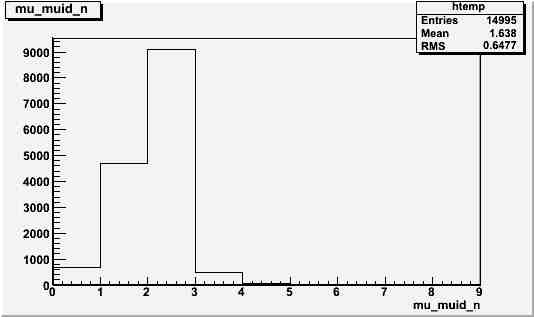 mu_muid_n
htemp
Entries 14995
Mean 1.638
RMS 0.6477
9000
8000
7000
6000
5000
4000
3000
2000
1000
0
0 1 2 3 4 5 6 7 8 9
mu_muid_n